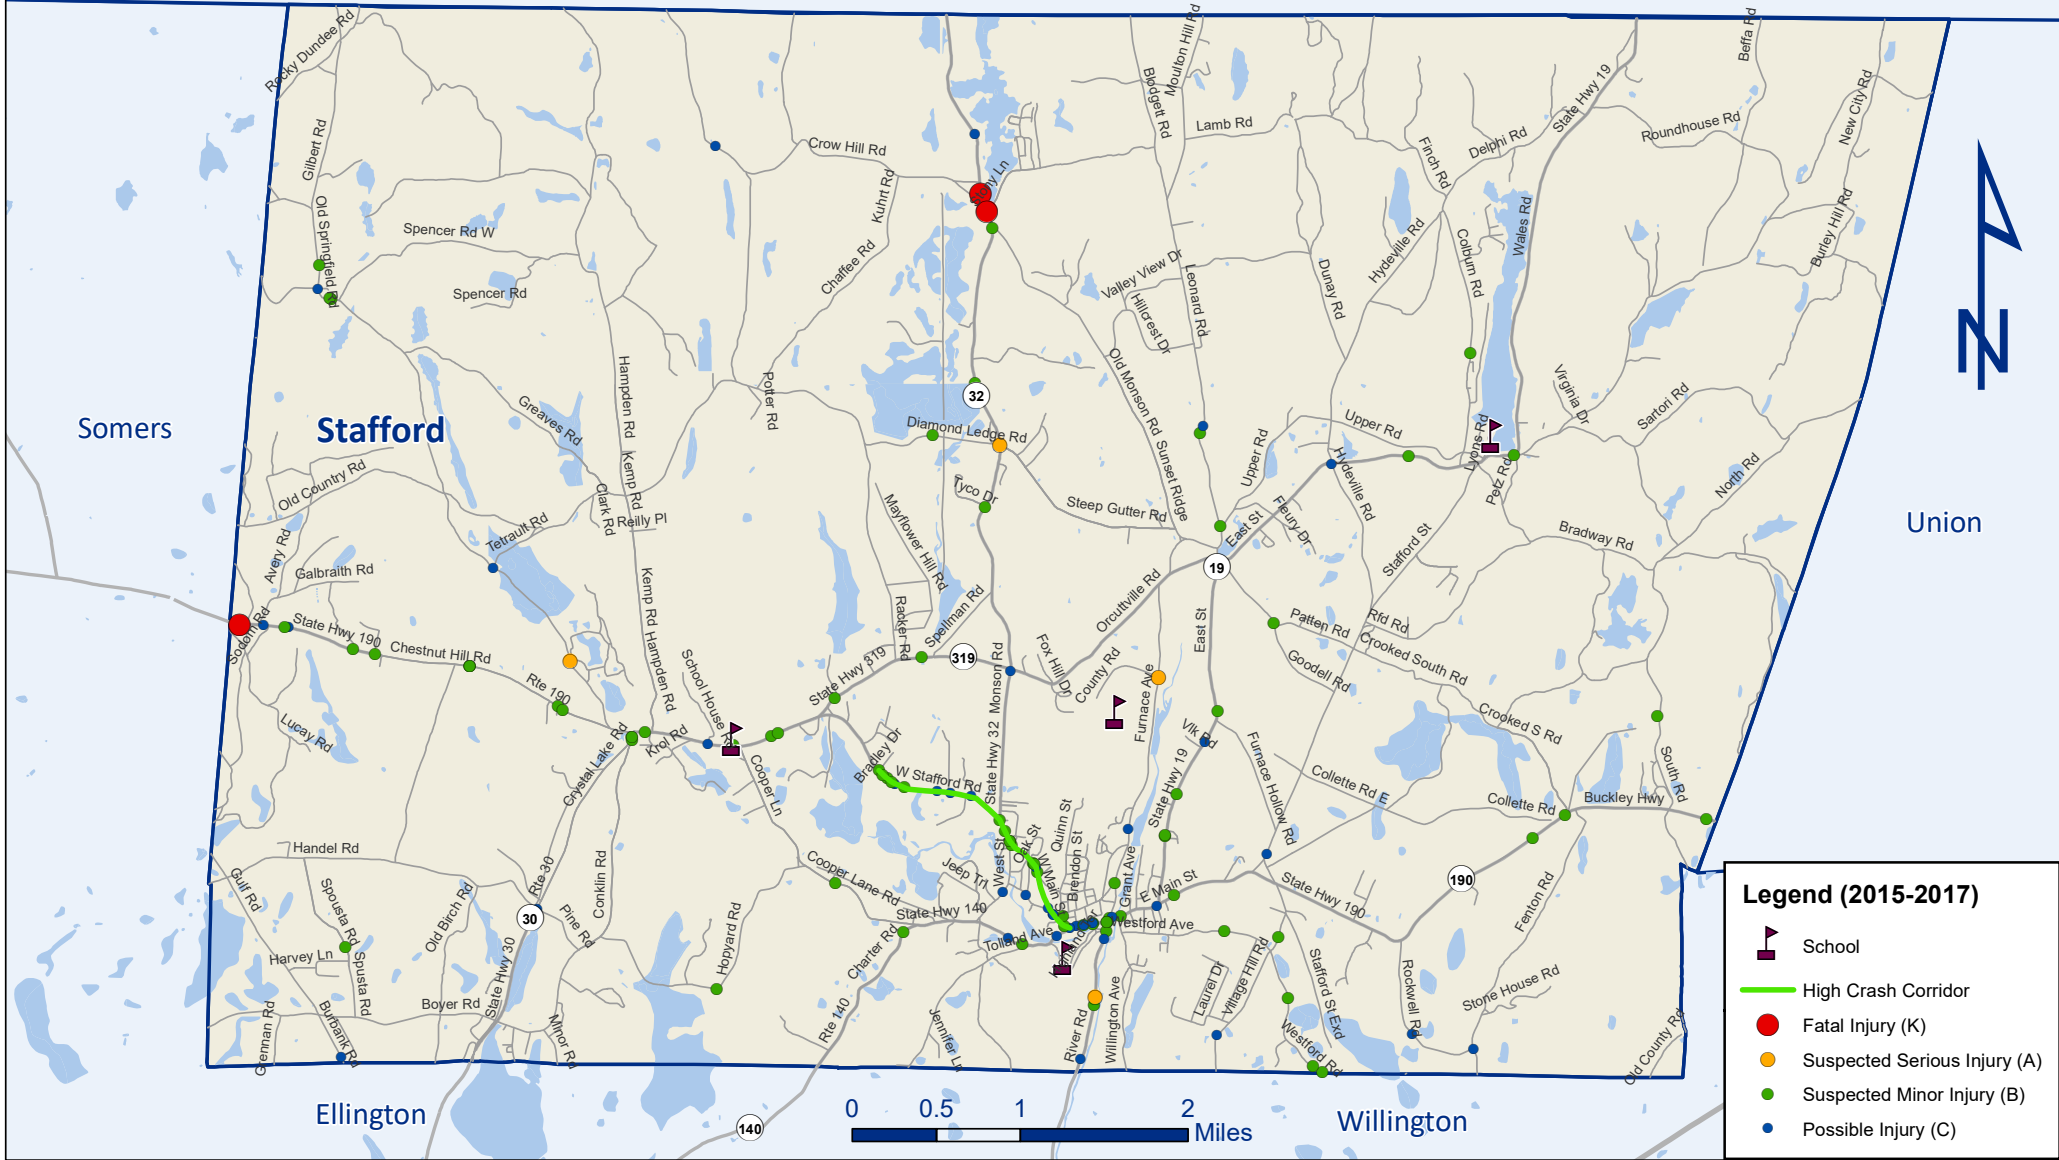 Rocky Dundee Rd
Gilbert Rd
Old Springfield Rd
Spencer Rd W
Spencer Rd
Crow Hill Rd
Kuhrt Rd
Chaffee Rd
Stony Ln
Blodgett Rd
Moulton Hill Rd
Lamb Rd
Finch Rd
Delphi Rd
State Hwy 19
Beffa Rd
Roundhouse Rd
New City Rd
Burley Hill Rd
Wales Rd
Colburn Rd
Hydeville Rd
Dunay Rd
Valley View Dr
Hillcrest Dr
Leonard Rd
N
Somers
Stafford
Greaves Rd
Hampden Rd
Kemp Rd
Potter Rd
32
Diamond Ledge Rd
Old Monson Rd
Sunset Ridge
Upper Rd
Upper Rd
Lyons Rd
Petz Rd
Virginia Dr
Sartori Rd
North Rd
Union
Old Country Rd
Clark Rd
Reilly Pl
Tetrault Rd
Avery Rd
Galbraith Rd
Mayflower Hill Rd
Tyco Dr
Steep Gutter Rd
East St
Fleury Dr
Hydeville Rd
Stafford St
Bradway Rd
19
Sodom Rd
State Hwy 190
Chestnut Hill Rd
Rte 190
Kemp Rd
Hampden Rd
School House Rd
Racker Rd
Spellman Rd
State Hwy 319
319
Monson Rd
State Hwy 32
Fox Hill Dr
County Rd
Orcuttville Rd
East St
Furnace Ave
Patten Rd
Rfd Rd
Crooked South Rd
Goodell Rd
Crooked S Rd
South Rd
Lucay Rd
Crystal Lake Rd
Krol Rd
Cooper Ln
Bradley Dr
W Stafford Rd
Vlk Rd
State Hwy 19
Furnace Hollow Rd
Collette Rd E
Collette Rd
Buckley Hwy
Handel Rd
Gulf Rd
Spousta Rd
Old Birch Rd
Rte 30
Conklin Rd
Pine Rd
30
Hopyard Rd
Cooper Lane Rd
State Hwy 140
Jeep Trl
West St
Oak St
Quinn St
W Main St
Brendon St
Grant Ave
E Main St
Westford Ave
State Hwy 190
190
Fenton Rd
Harvey Ln
Spusta Rd
Boyer Rd
State Hwy 30
Glennan Rd
Burbank Rd
Minor Rd
Charter Rd
Rte 140
Tolland Ave
Jennifer Ln
River Rd
Willington Ave
Laurel Dr
Village Hill Rd
Stafford St Exd
Westford Rd
Rockwell Rd
Stone House Rd
Old County Rd
Ellington
140
0 0.5 1 2
Miles
Willington
Legend (2015-2017)
School
High Crash Corridor
Fatal Injury (K)
Suspected Serious Injury (A)
Suspected Minor Injury (B)
Possible Injury (C)